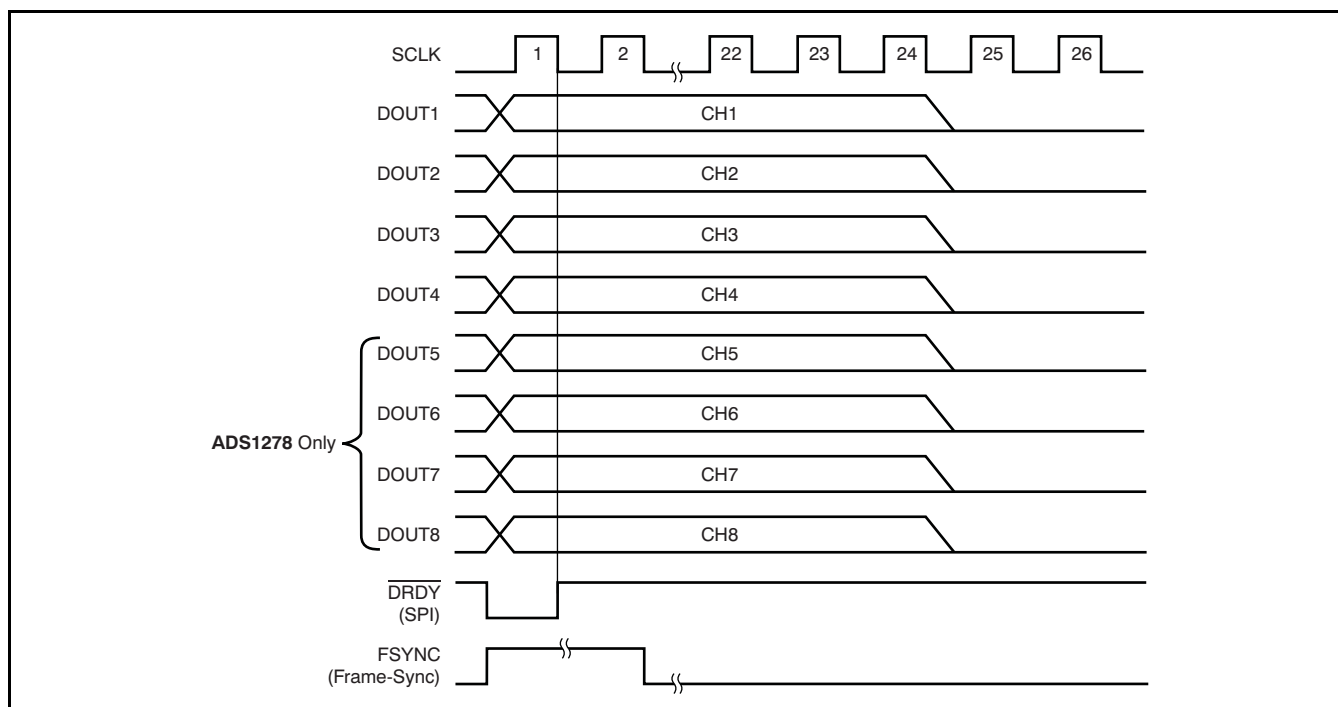 SCLK 1 2 22 23 24 25 26
DOUT1 CH1
DOUT2 CH2
DOUT3 CH3
DOUT4 CH4
DOUT5 CH5
DOUT6 CH6
ADS1278 Only
DOUT7 CH7
DOUT8 CH8
DRDY
(SPI)
FSYNC
(Frame-Sync)